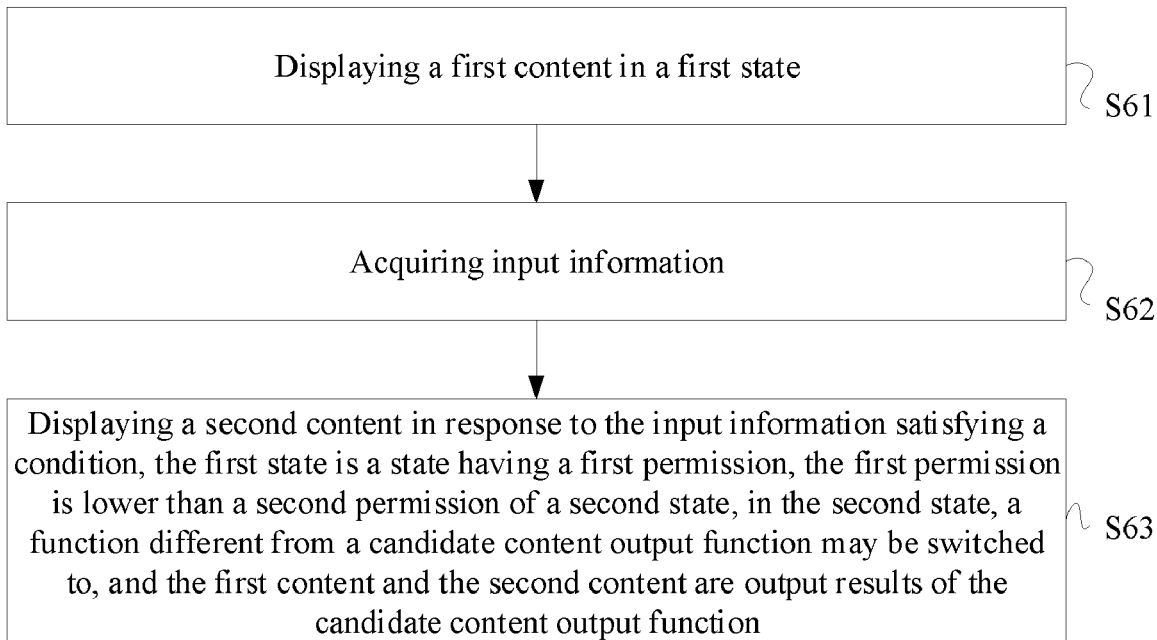 Displaying a first content in a first state
S61
Acquiring input information
S62
Displaying a second content in response to the input information satisfying a
condition, the first state is a state having a first permission, the first permission
is lower than a second permission of a second state, in the second state, a
function different from a candidate content output function may be switched
to, and the first content and the second content are output results of the
candidate content output function
S63